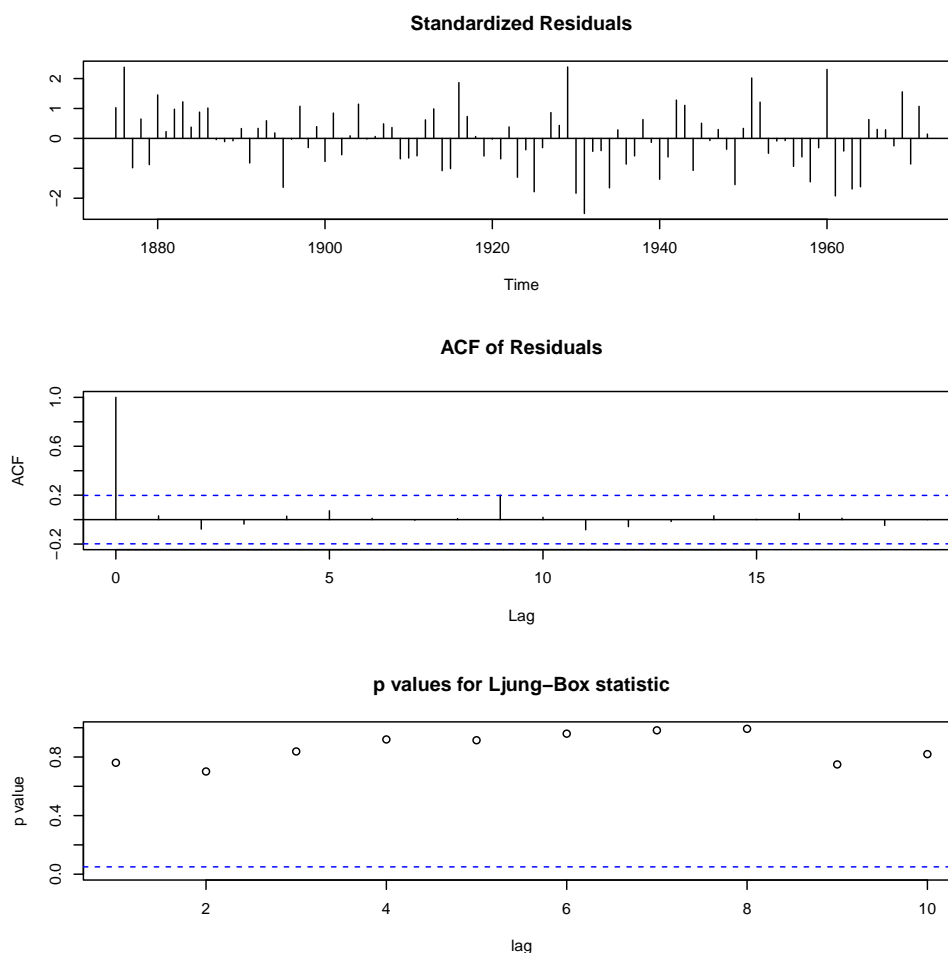 Standardized Residuals
2
1
0
−2
1880 1900 1920 1940 1960
Time
ACF of Residuals
1.0
0.6
0.2
−0.2
ACF
0 5 10 15
Lag
p values for Ljung−Box statistic
0.8
0.4
0.0
p value
2 4 6 8 10
lag